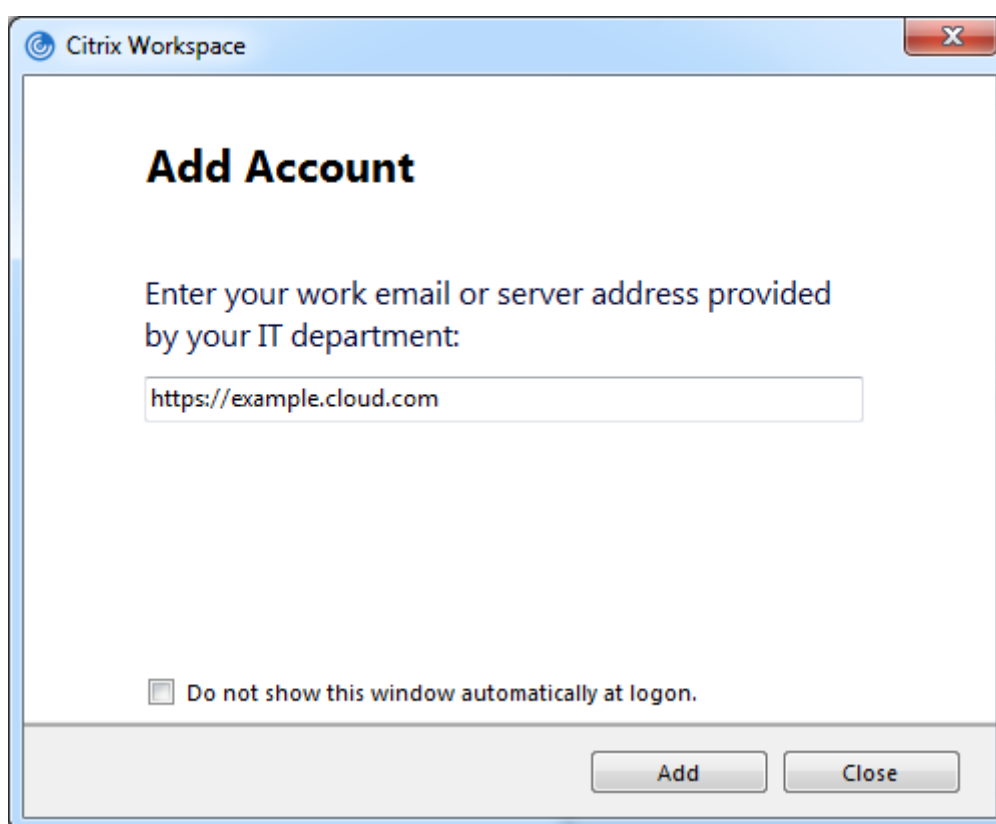 Citrix Workspace
Add Account
Enter your work email or server address provided
by your IT department:
https://example.cloud.com
Do not show this window automatically at logon.
Add
Close